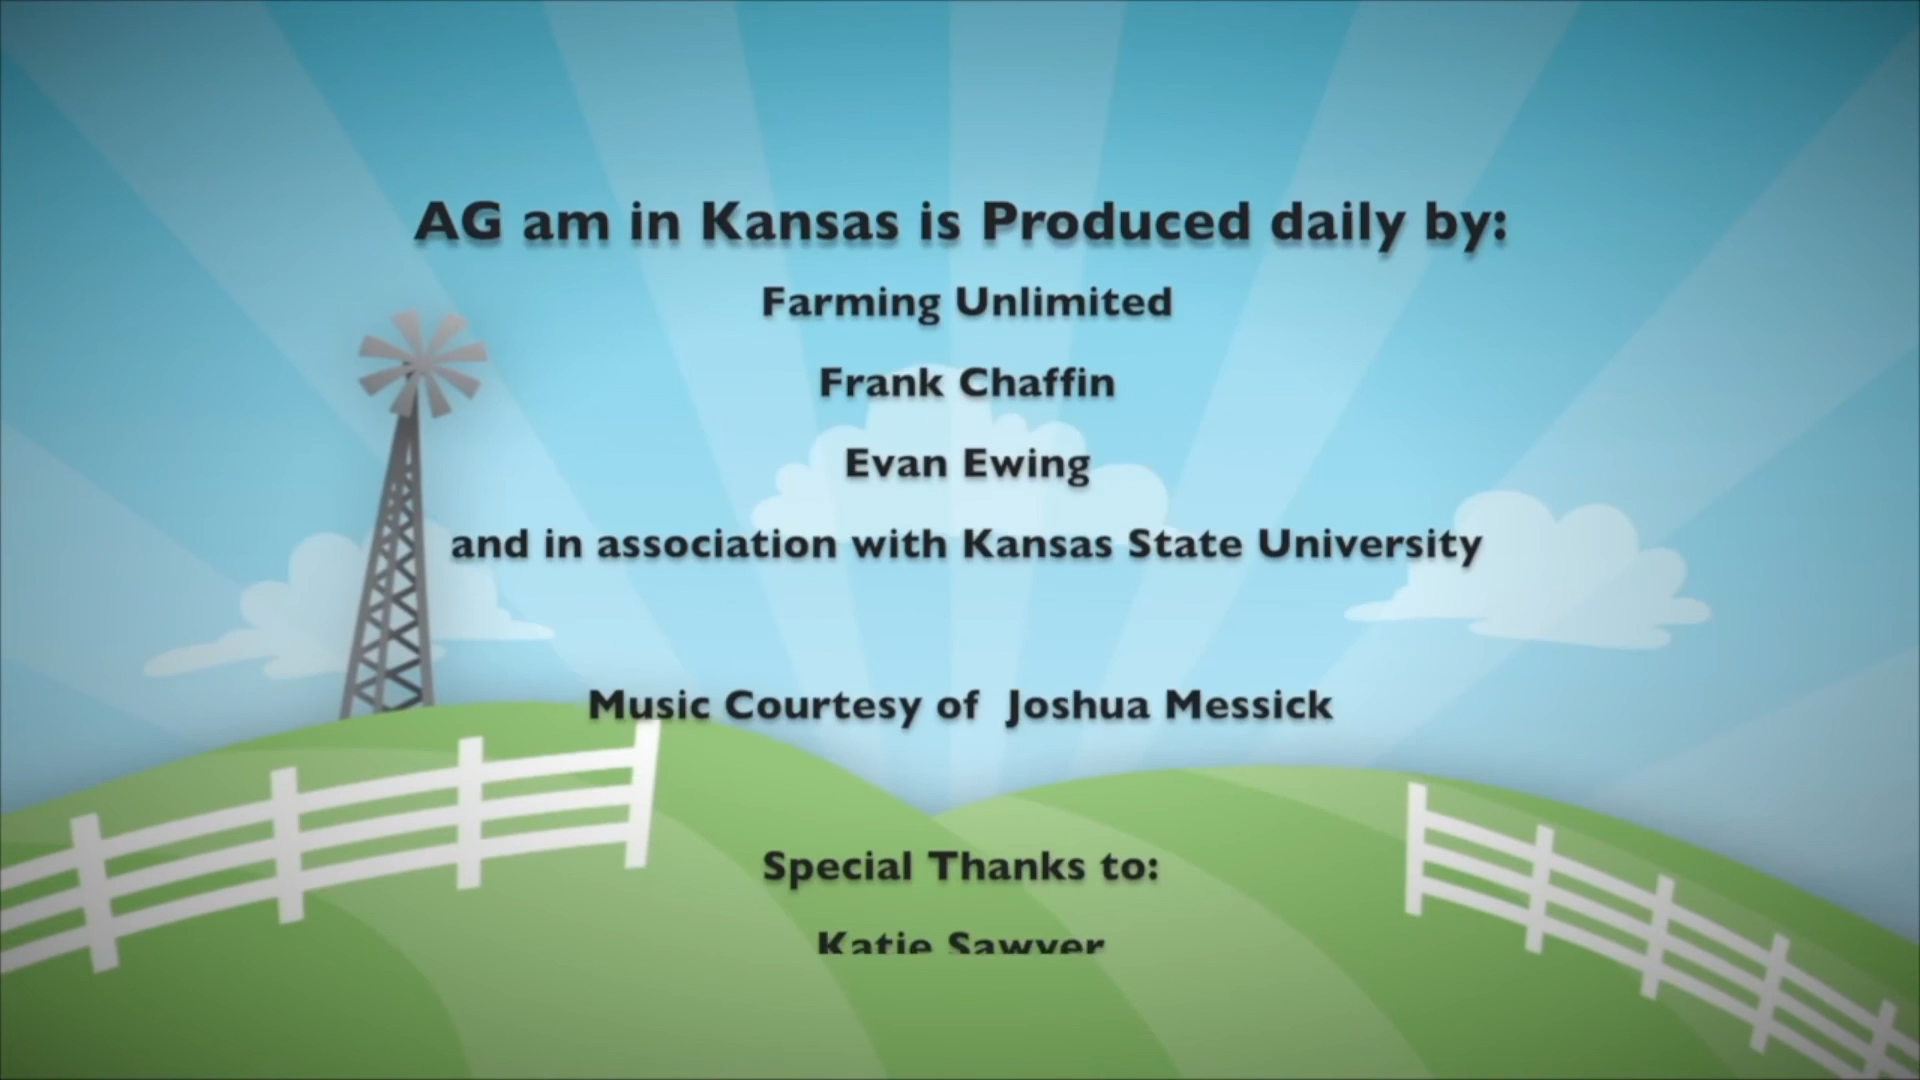 AG am in Kansas is Produced daily by:
Farming Unlimited
Frank Chaffin
Evan Ewing
and in association with Kansas State University
Music Courtesy of Joshua Messick
Special Thanks to:
Katie Sawyer